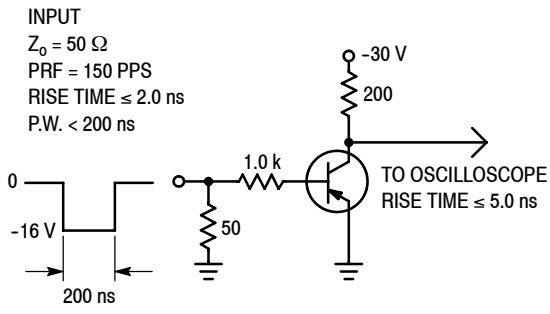 INPUT
Zo = 50 Ω
PRF = 150 PPS
RISE TIME ≤ 2.0 ns
P.W. < 200 ns
-30 V
200
1.0 k
TO OSCILLOSCOPE
RISE TIME ≤ 5.0 ns
0
-16 V
50
200 ns